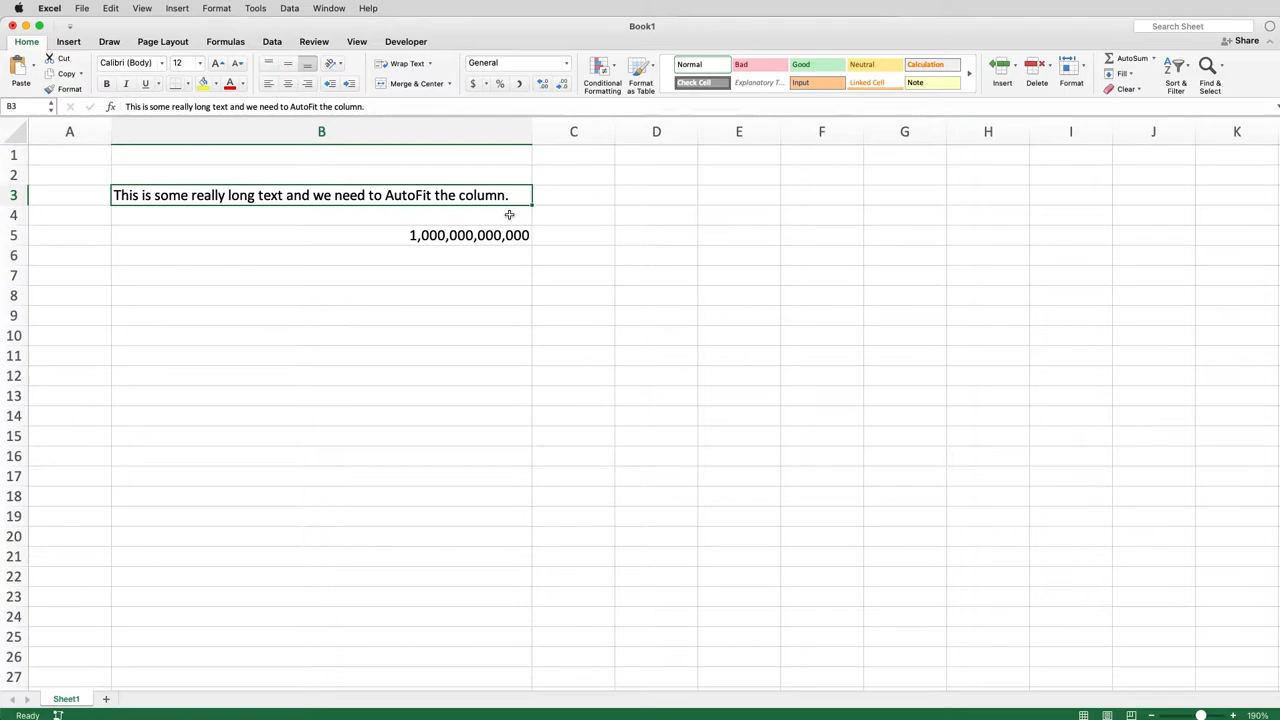 Excel File Edit View Insert Format Tools Data Window Help
Book1
Search Sheet
Home Insert Draw Page Layout Formulas Data Review View Developer
Share
Paste
Cut
Copy
Format
Calibri (Body) 12
B I U
Wrap Text
Merge & Center
General
$ % )
Conditional Formatting
Format as Table
Normal Bad Good Neutral Calculation
Check Cell Explanatory T... Input Linked Cell Note
Insert Delete Format
AutoSum
Fill
Clear
Sort & Filter
Find & Select
B3 fx This is some really long text and we need to AutoFit the column.
A B C D E F G H I J K
1
2
3 This is some really long text and we need to AutoFit the column.
4
5 1,000,000,000,000
6
7
8
9
10
11
12
13
14
15
16
17
18
19
20
21
22
23
24
25
26
27
Sheet1 +
Ready 190%